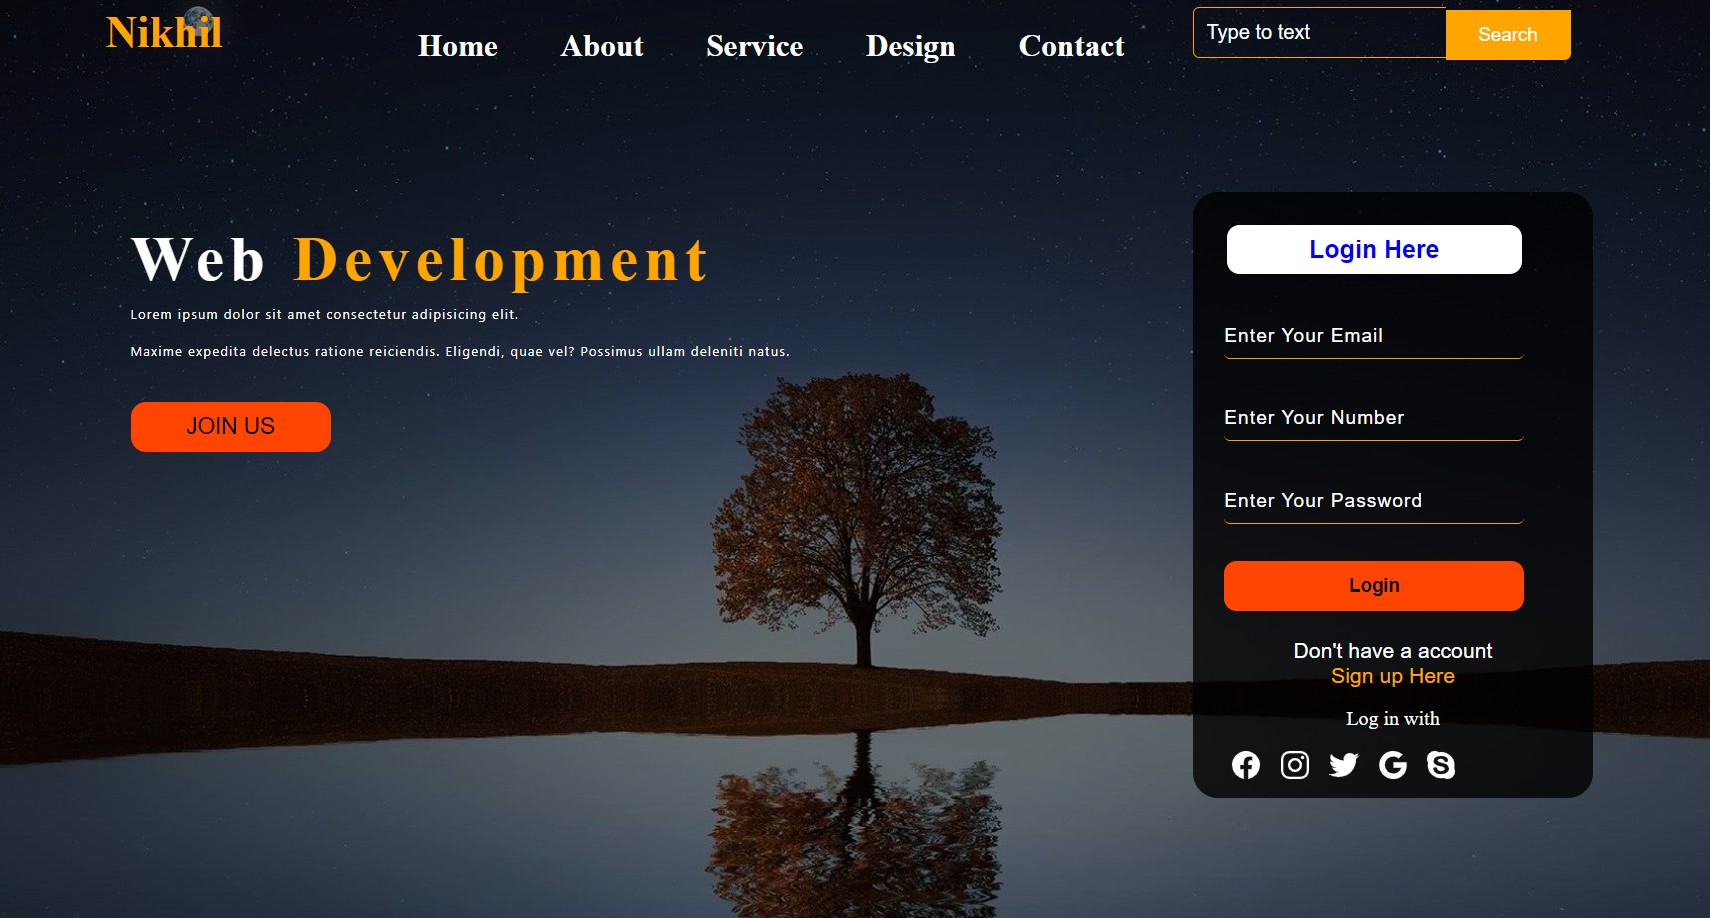 Nikhil
Home About Service Design Contact
Type to text Search
Web Development
Lorem ipsum dolor sit amet consectetur adipisicing elit.
Maxime expedita delectus ratione reiciendis. Eligendi, quae vel? Possimus ullam deleniti natus.
JOIN US
Login Here
Enter Your Email
Enter Your Number
Enter Your Password
Login
Don't have a account
Sign up Here
Log in with